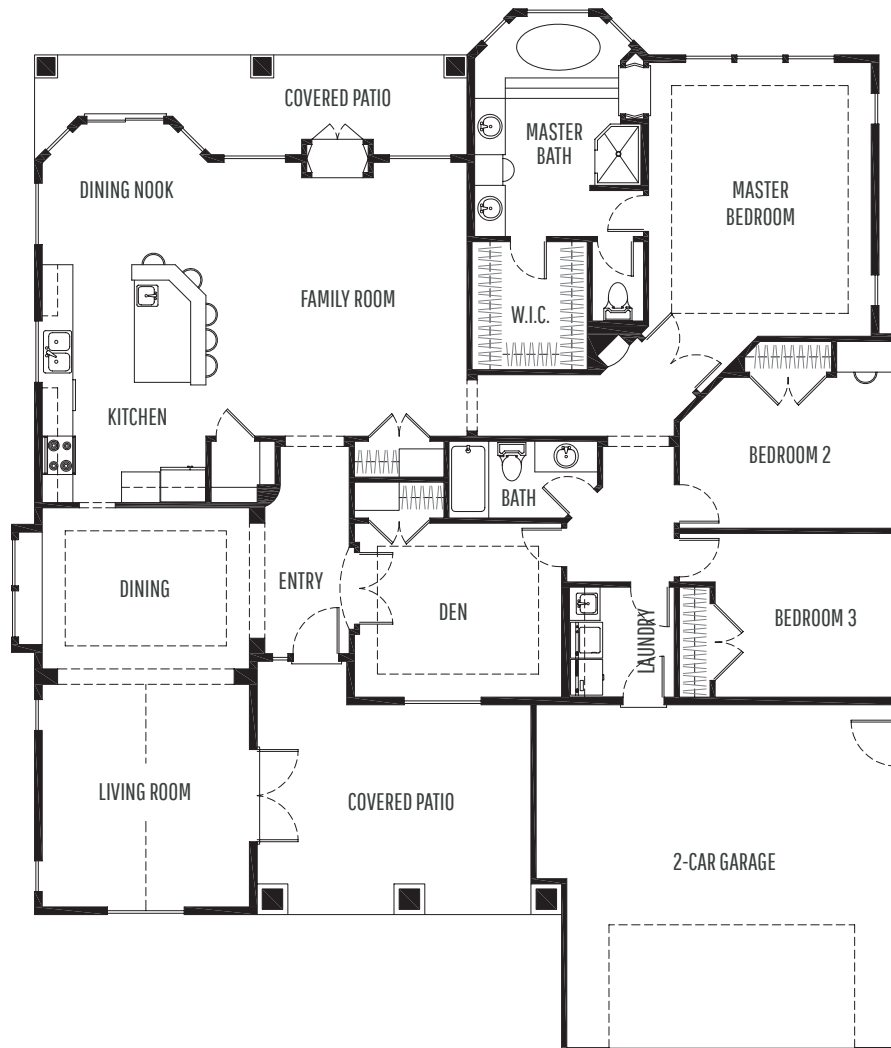 COVERED PATIO
MASTER
BATH
DINING NOOK
MASTER
BEDROOM
FAMILY ROOM
W.I.C.
KITCHEN
BEDROOM 2
BATH
DINING
ENTRY
DEN
LAUNDRY
BEDROOM 3
LIVING ROOM
COVERED PATIO
2-CAR GARAGE